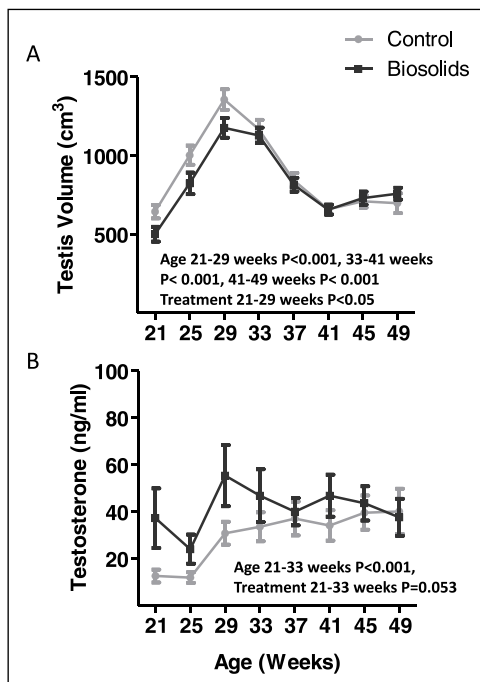 Control
Biosolids
A
Testis Volume (cm³)
1500
1000
500
Age 21-29 weeks P<0.001, 33-41 weeks
P< 0.001, 41-49 weeks P< 0.001
Treatment 21-29 weeks P<0.05
21 25 29 33 37 41 45 49
B
Testosterone (ng/ml)
100
80
60
40
20
Age 21-33 weeks P<0.001,
Treatment 21-33 weeks P=0.053
21 25 29 33 37 41 45 49
Age (Weeks)